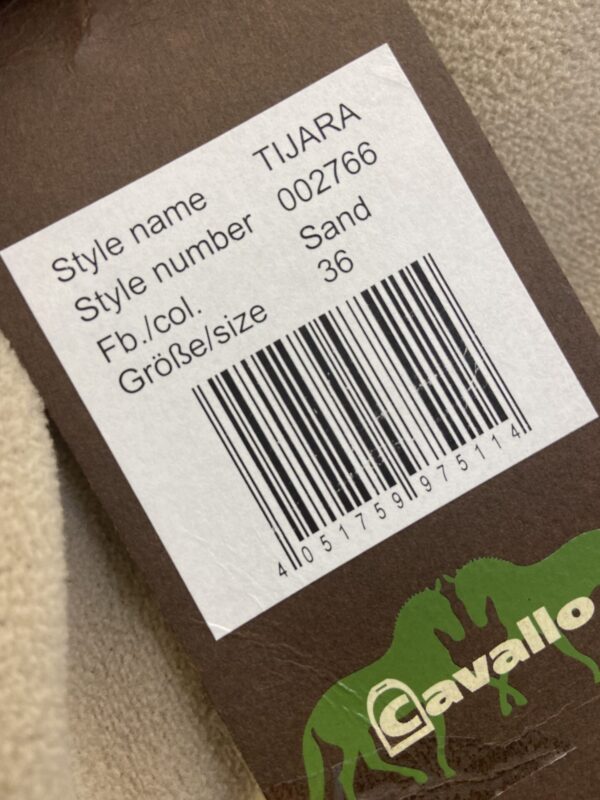 Style name TIJARA
Style number 002766
Fb./col. Sand
Größe/size 36
4 051759 975114
Cavallo